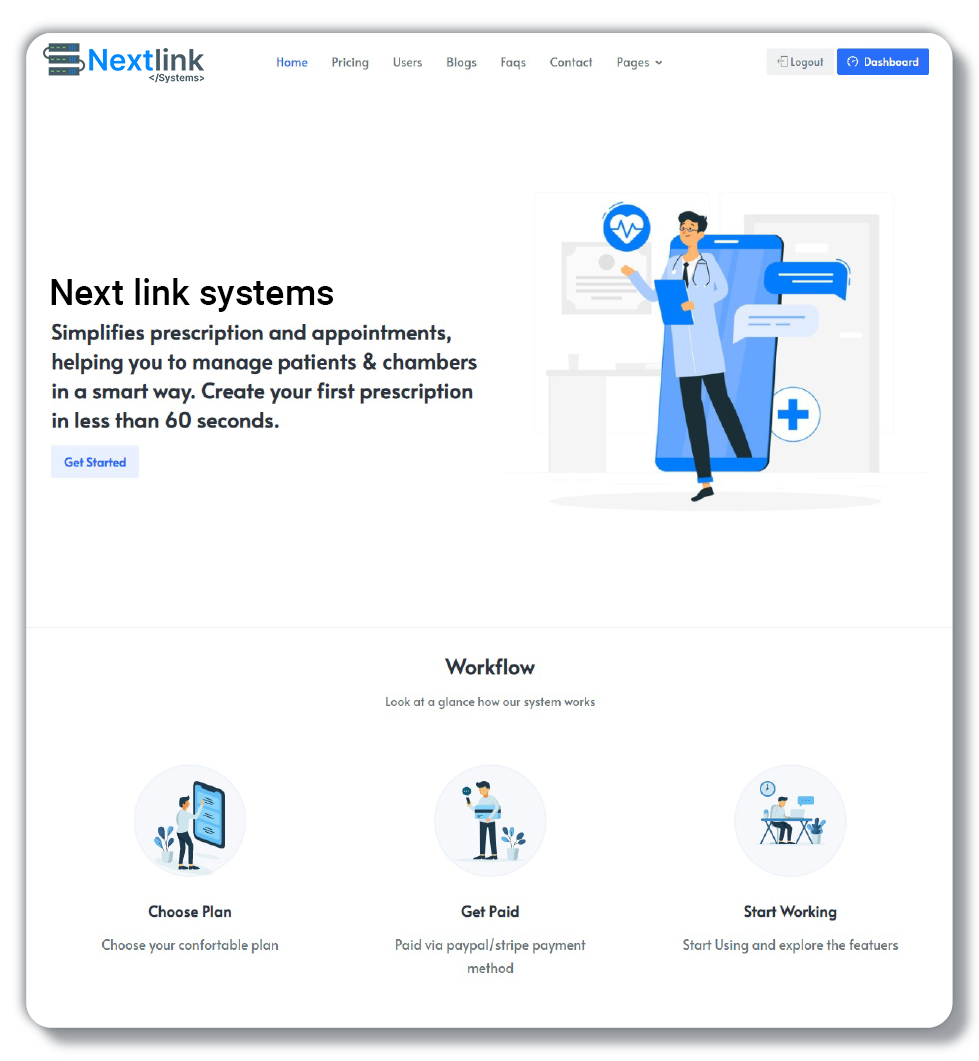 Nextlink
</Systems>
Home Pricing Users Blogs Faqs Contact Pages
Logout Dashboard
Next link systems
Simplifies prescription and appointments,
helping you to manage patients & chambers
in a smart way. Create your first prescription
in less than 60 seconds.
Get Started
Workflow
Look at a glance how our system works
Choose Plan
Choose your confortable plan
Get Paid
Paid via paypal/stripe payment
method
Start Working
Start Using and explore the featuers